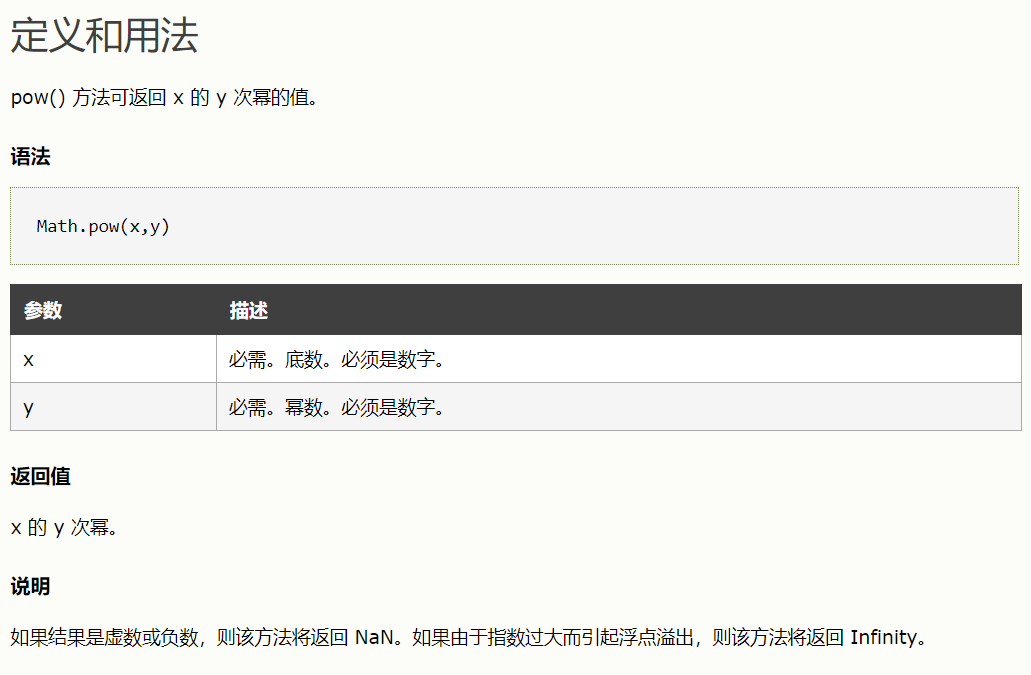 定义和用法
pow() 方法可返回 x 的 y 次幂的值。
语法
Math.pow(x,y)
参数 描述
x 必需。底数。必须是数字。
y 必需。幂数。必须是数字。
返回值
x 的 y 次幂。
说明
如果结果是虚数或负数，则该方法将返回 NaN。如果由于指数过大而引起浮点溢出，则该方法将返回 Infinity。